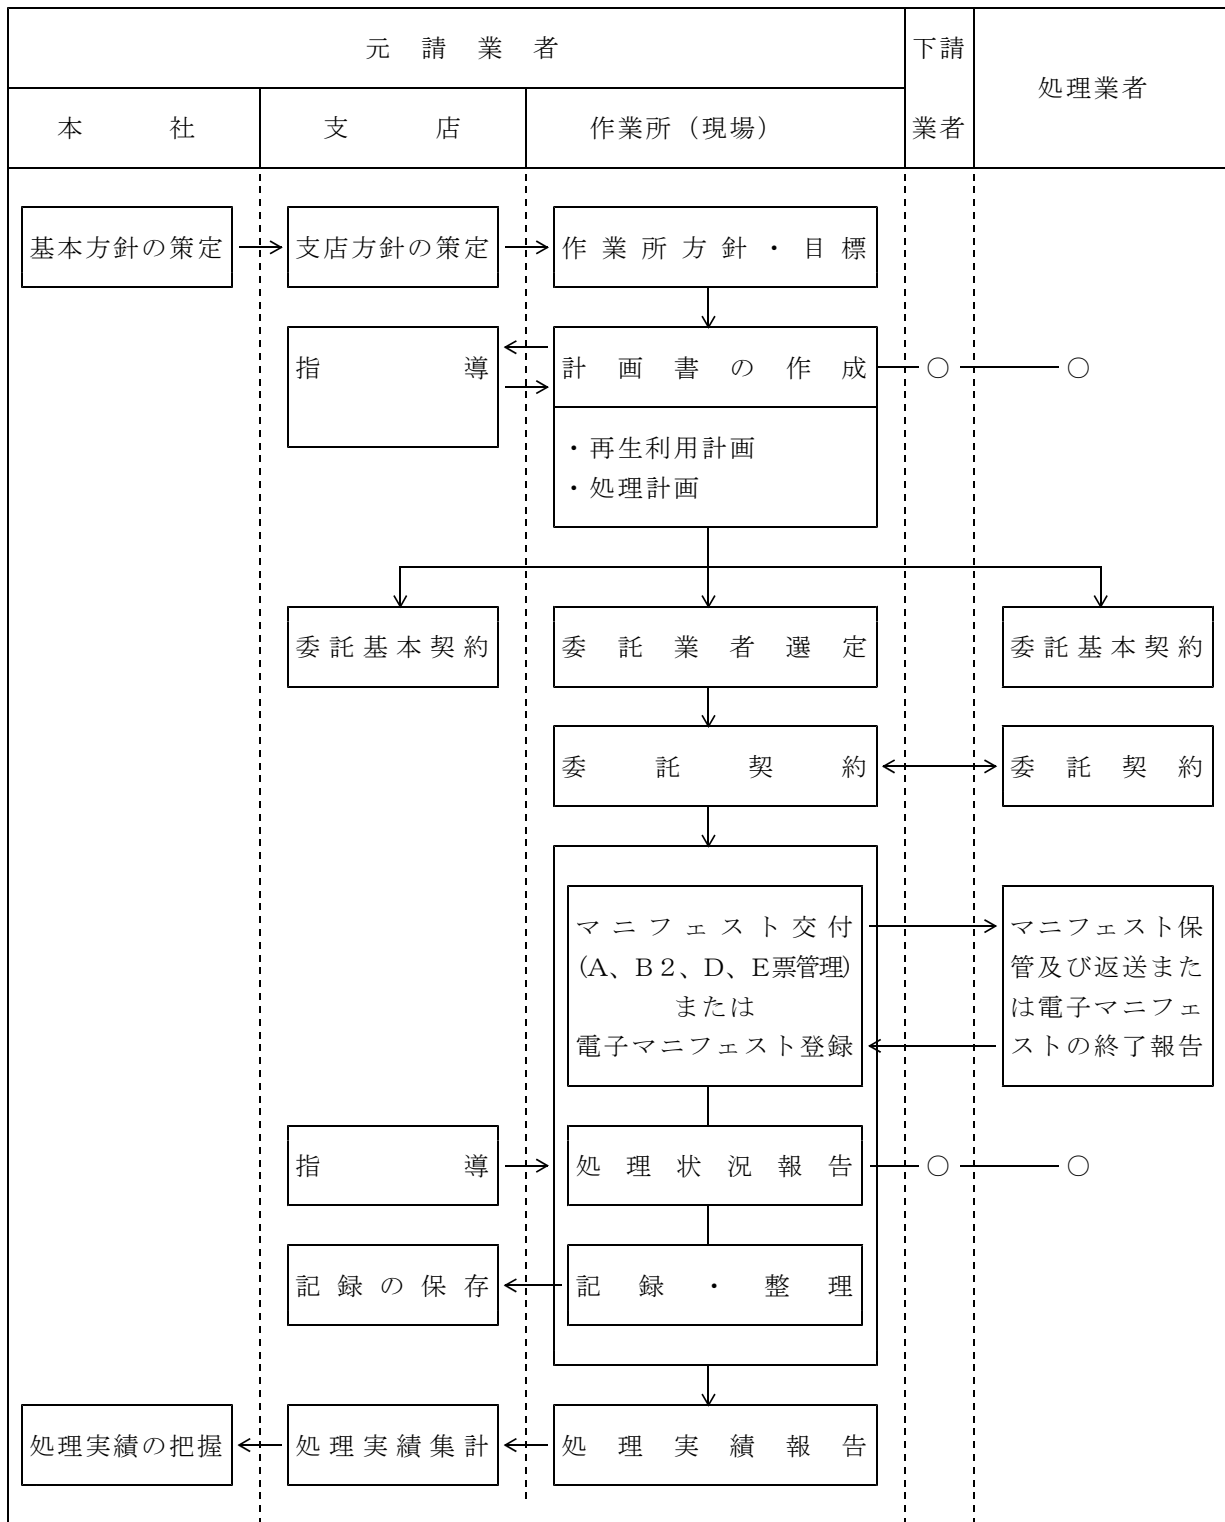 元請業者
下請
業者
処理業者
本社
支店
作業所（現場）
基本方針の策定
支店方針の策定
作業所方針・目標
指導
計画書の作成
○
○
・再生利用計画
・処理計画
委託基本契約
委託業者選定
委託基本契約
委託契約
委託契約
マニフェスト交付
(A、B２、D、E票管理)
または
電子マニフェスト登録
マニフェスト保
管及び返送また
は電子マニフェ
ストの終了報告
指導
処理状況報告
○
○
記録の保存
記録・整理
処理実績の把握
処理実績集計
処理実績報告